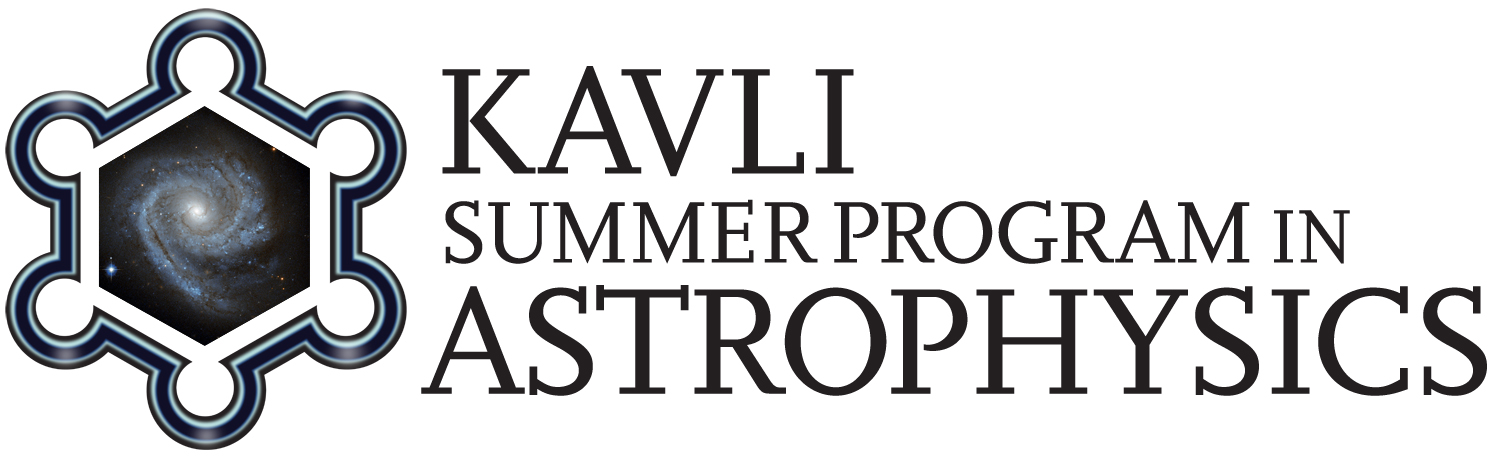 KAVLI
SUMMER PROGRAM IN
ASTROPHYSICS